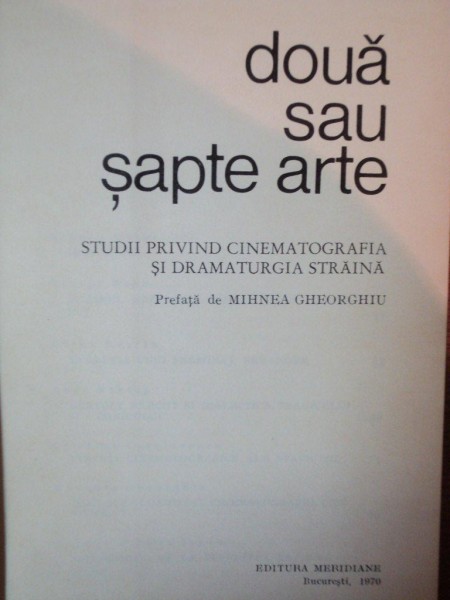 două
sau
șapte arte
STUDII PRIVIND CINEMATOGRAFIA
ȘI DRAMATURGIA STRĂINĂ
Prefață de MIHNEA GHEORGHIU
EDITURA MERIDIANE
București, 1970